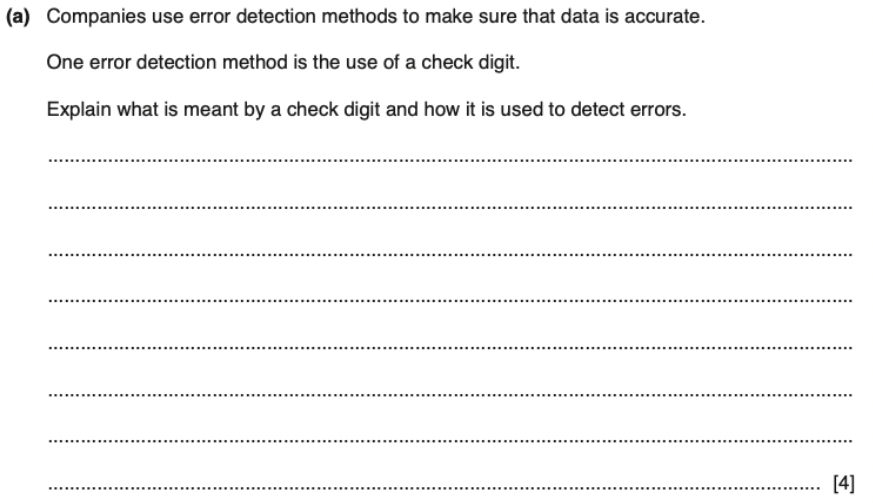 (a) Companies use error detection methods to make sure that data is accurate.
One error detection method is the use of a check digit.
Explain what is meant by a check digit and how it is used to detect errors.
[4]